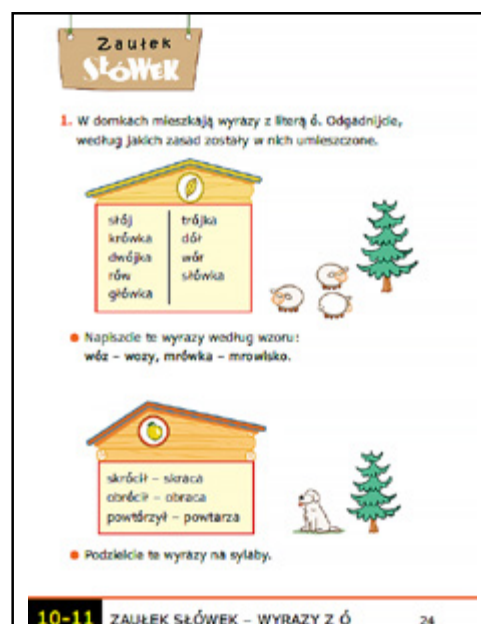 Zaułek
SŁÓWEK
1. W domkach mieszkają wyrazy z literą ó. Odgadnijcie,
według jakich zasad zostały w nich umieszczone.
słój trójka
krówka dół
dwójka wór
rów słówka
główka
Napiszcie te wyrazy według wzoru:
wóz – wozy, mrówka – mrowisko.
skrócił – skraca
obrócił – obraca
powtórzył – powtarza
Podzielcie te wyrazy na sylaby.
10-11 ZAUŁEK SŁÓWEK – WYRAZY Z Ó 24